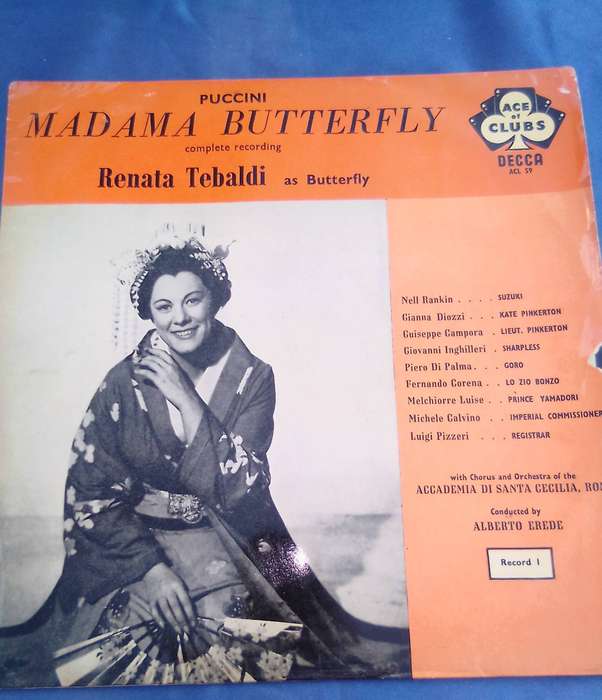 PUCCINI
MADAMA BUTTERFLY
complete recording
Renata Tebaldi as Butterfly
ACE
of
CLUBS
DECCA
ACL 59
Nell Rankin . . . . SUZUKI
Gianna Diozzi . . . KATE PINKERTON
Guiseppe Campora . LIEUT. PINKERTON
Giovanni Inghilleri . SHARPLESS
Piero Di Palma . . . GORO
Fernando Corena . . LO ZIO BONZO
Melchiorre Luise . . PRINCE YAMADORI
Michele Calvino . . IMPERIAL COMMISSIONER
Luigi Pizzeri . . . REGISTRAR
with Chorus and Orchestra of the
ACCADEMIA DI SANTA CECILIA, RO
Conducted by
ALBERTO EREDE
Record 1